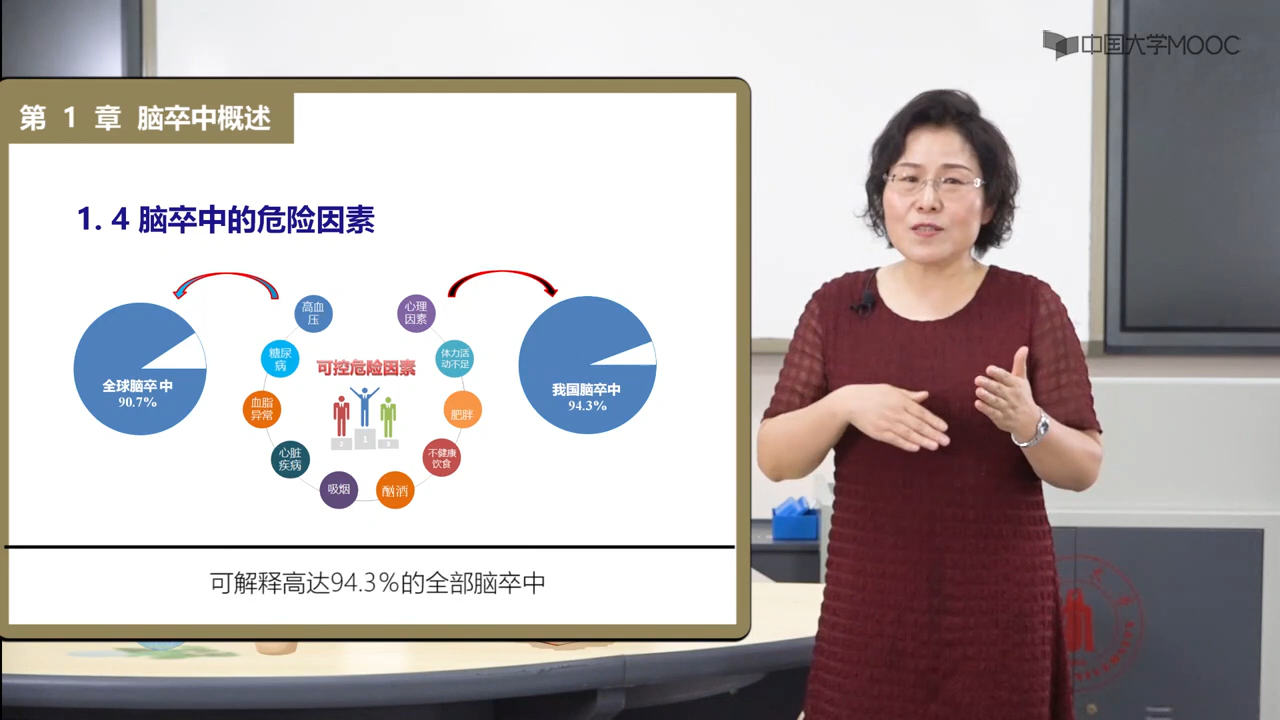 中国大学MOOC
第 1 章 脑卒中概述
1. 4 脑卒中的危险因素
高血
压
心理
因素
糖尿
病
体力活
动不足
可控危险因素
全球脑卒中
90.7%
我国脑卒中
94.3%
血脂
异常
肥胖
2
1
3
心脏
疾病
不健康
饮食
吸烟
酗酒
可解释高达94.3%的全部脑卒中